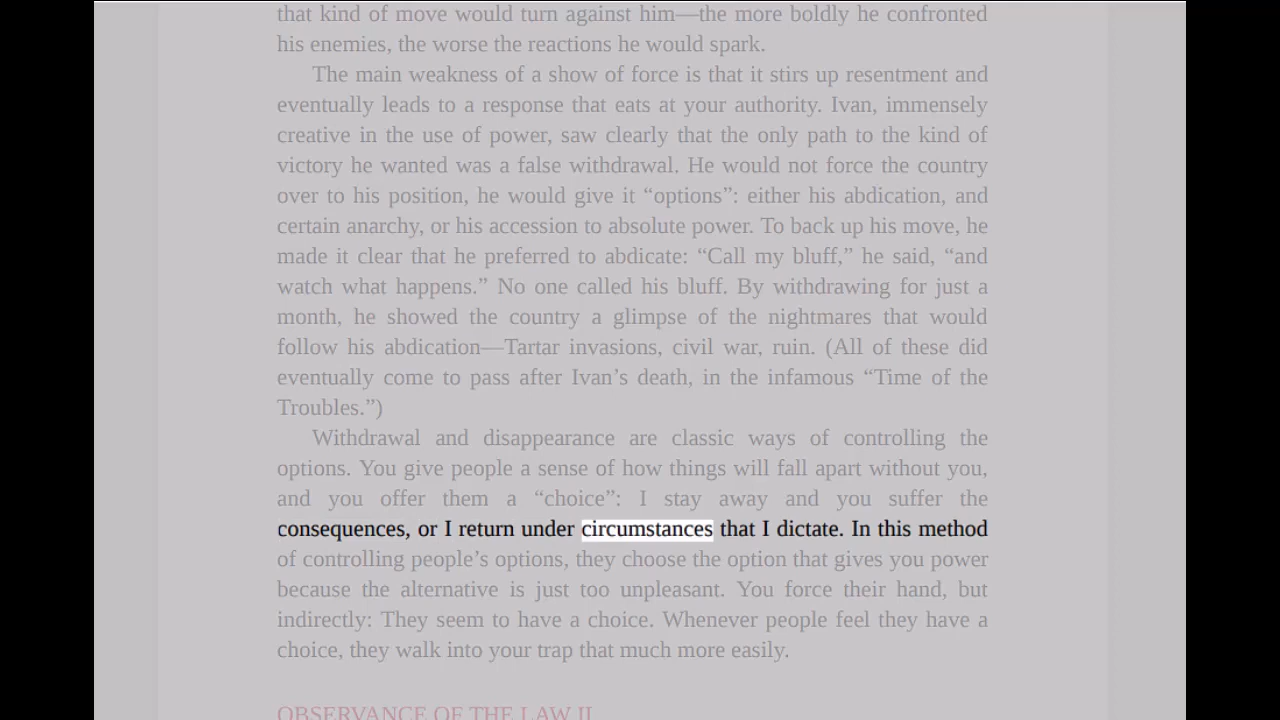 that kind of move would turn against him—the more boldly he confronted
his enemies, the worse the reactions he would spark.
The main weakness of a show of force is that it stirs up resentment and
eventually leads to a response that eats at your authority. Ivan, immensely
creative in the use of power, saw clearly that the only path to the kind of
victory he wanted was a false withdrawal. He would not force the country
over to his position, he would give it “options”: either his abdication, and
certain anarchy, or his accession to absolute power. To back up his move, he
made it clear that he preferred to abdicate: “Call my bluff,” he said, “and
watch what happens.” No one called his bluff. By withdrawing for just a
month, he showed the country a glimpse of the nightmares that would
follow his abdication—Tartar invasions, civil war, ruin. (All of these did
eventually come to pass after Ivan’s death, in the infamous “Time of the
Troubles.”)
Withdrawal and disappearance are classic ways of controlling the
options. You give people a sense of how things will fall apart without you,
and you offer them a “choice”: I stay away and you suffer the
consequences, or I return under circumstances that I dictate. In this method
of controlling people’s options, they choose the option that gives you power
because the alternative is just too unpleasant. You force their hand, but
indirectly: They seem to have a choice. Whenever people feel they have a
choice, they walk into your trap that much more easily.
OBSERVANCE OF THE LAW II